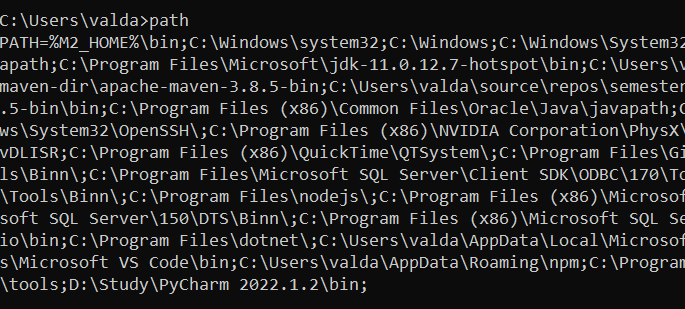 C:\Users\valda>path
PATH=%M2_HOME%\bin;C:\Windows\system32;C:\Windows;C:\Windows\System32
apath;C:\Program Files\Microsoft\jdk-11.0.12.7-hotspot\bin;C:\Users\v
maven-dir\apache-maven-3.8.5-bin;C:\Users\valda\source\repos\semester
.5-bin\bin;C:\Program Files (x86)\Common Files\Oracle\Java\javapath;C
ws\System32\OpenSSH\;C:\Program Files (x86)\NVIDIA Corporation\PhysX\
vDLISR;C:\Program Files (x86)\QuickTime\QTSystem\;C:\Program Files\Gi
ls\Binn\;C:\Program Files\Microsoft SQL Server\Client SDK\ODBC\170\To
\Tools\Binn\;C:\Program Files\nodejs\;C:\Program Files (x86)\Microsof
soft SQL Server\150\DTS\Binn\;C:\Program Files (x86)\Microsoft SQL Se
io\bin;C:\Program Files\dotnet\;C:\Users\valda\AppData\Local\Microsof
s\Microsoft VS Code\bin;C:\Users\valda\AppData\Roaming\npm;C:\Program
\tools;D:\Study\PyCharm 2022.1.2\bin;